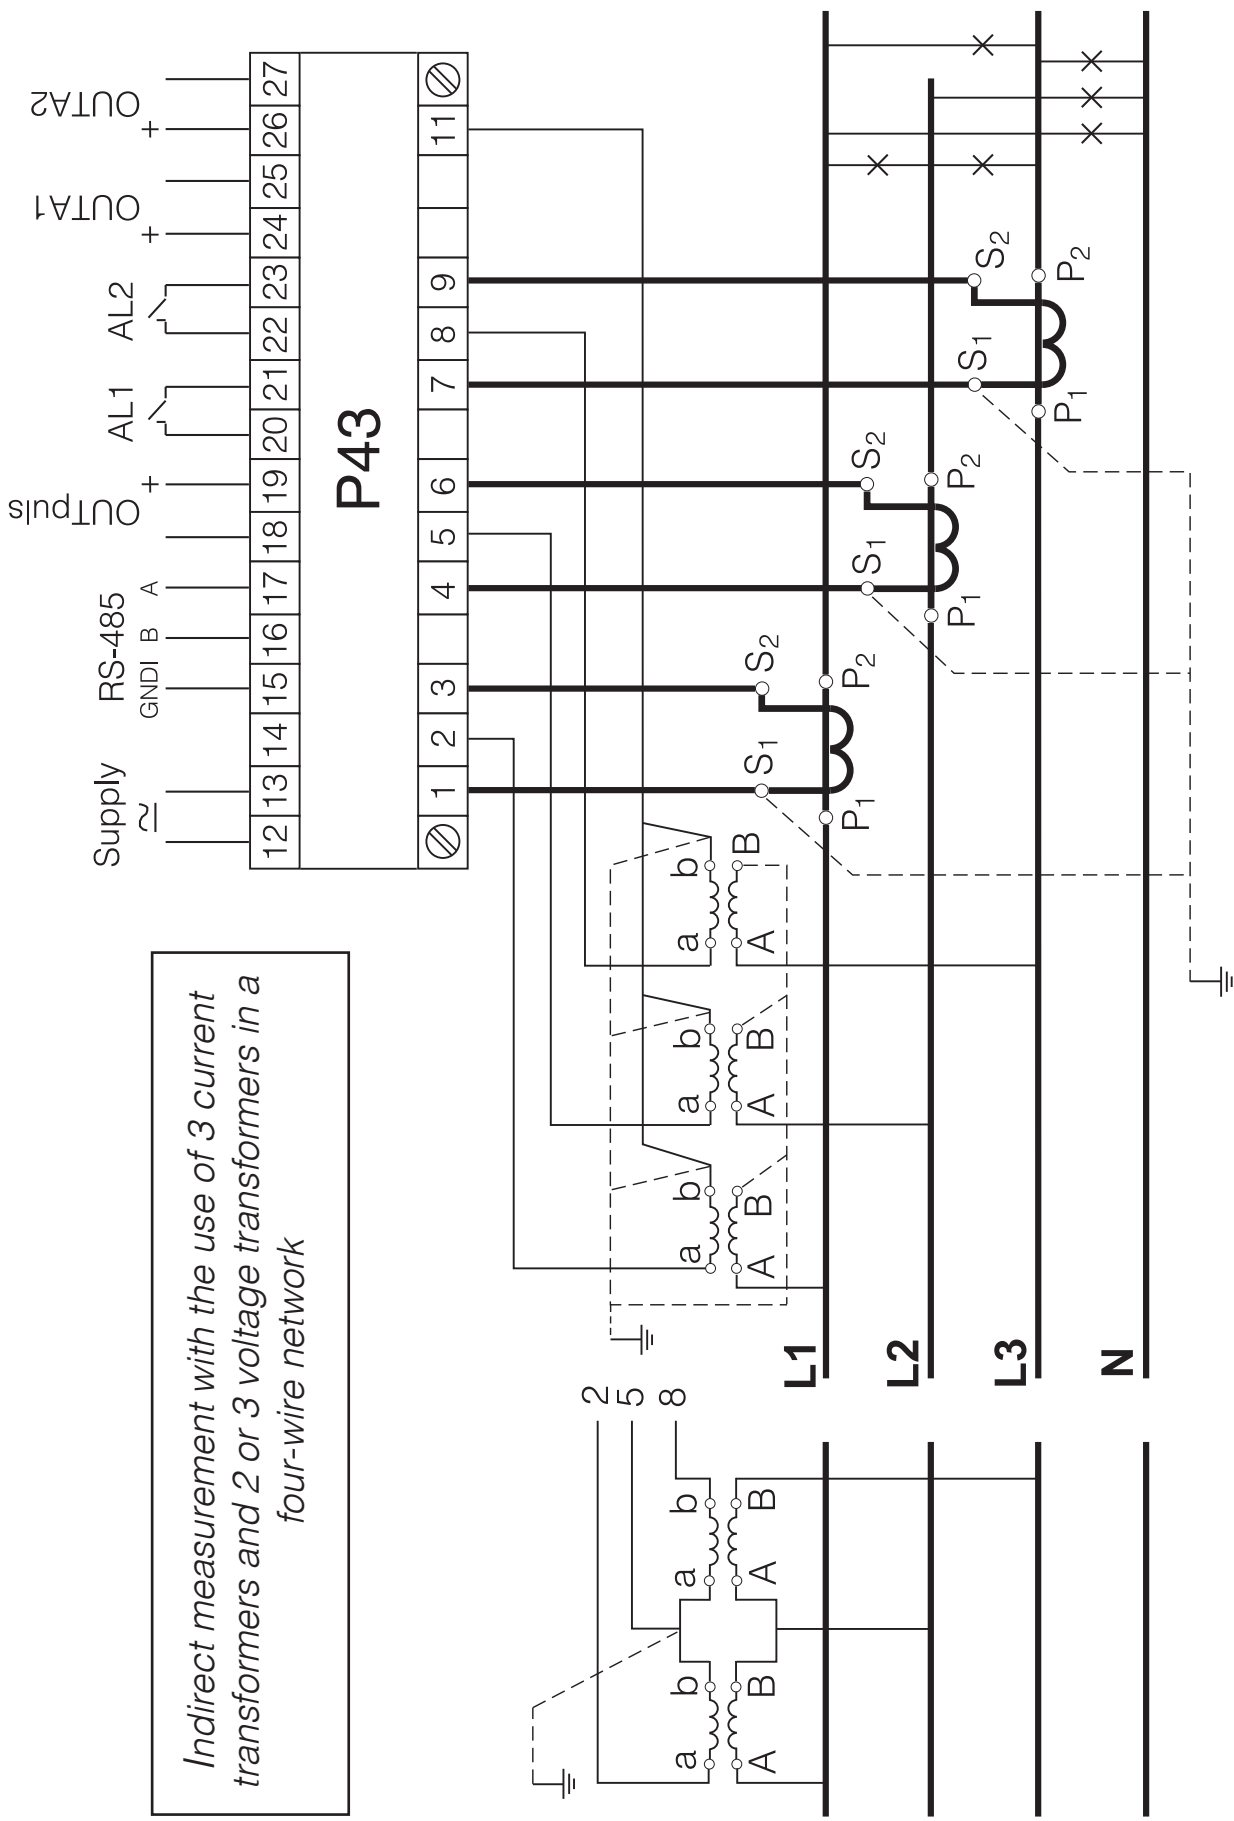 Indirect measurement with the use of 3 current
transformers and 2 or 3 voltage transformers in a
four-wire network
Supply
RS-485
GNDI B A
OUTpuls
+
AL1
AL2
OUTA1
+
OUTA2
+
12 13 14 15 16 17 18 19 20 21 22 23 24 25 26 27
P43
1 2 3 4 5 6 7 8 9 11
2
5
8
a b a b
A B A B
a b a b a b
A B A B A B
S1 S2
P1 P2
S1 S2
P1 P2
S1 S2
P1 P2
L1
L2
L3
N